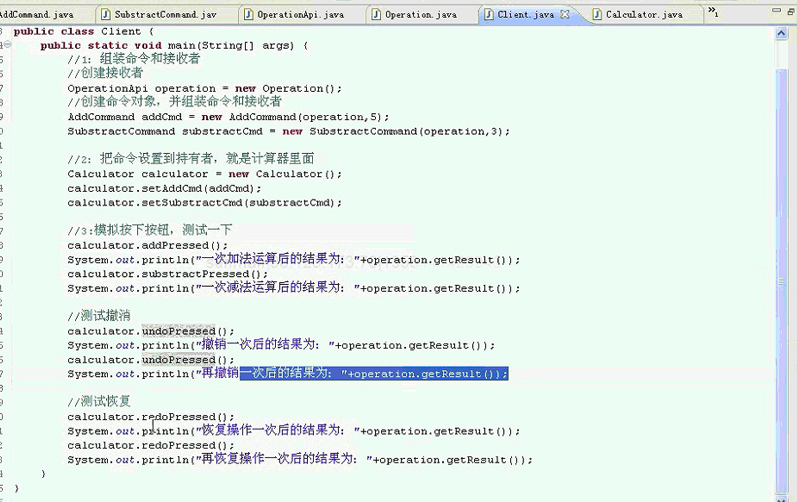 AddCommand.java SubstractCommand.jav OperationApi.java Operation.java Client.java Calculator.java
public class Client {
public static void main(String[] args) {
//1: 组装命令和接收者
//创建接收者
OperationApi operation = new Operation();
//创建命令对象，并组装命令和接收者
AddCommand addCmd = new AddCommand(operation,5);
SubstractCommand substractCmd = new SubstractCommand(operation,3);
//2: 把命令设置到持有者，就是计算器里面
Calculator calculator = new Calculator();
calculator.setAddCmd(addCmd);
calculator.setSubstractCmd(substractCmd);
//3:模拟按下按钮，测试一下
calculator.addPressed();
System.out.println("一次加法运算后的结果为: "+operation.getResult());
calculator.substractPressed();
System.out.println("一次减法运算后的结果为: "+operation.getResult());
//测试撤消
calculator.undoPressed();
System.out.println("撤销一次后的结果为: "+operation.getResult());
calculator.undoPressed();
System.out.println("再撤销一次后的结果为: "+operation.getResult());
//测试恢复
calculator.redoPressed();
System.out.println("恢复操作一次后的结果为: "+operation.getResult());
calculator.redoPressed();
System.out.println("再恢复操作一次后的结果为: "+operation.getResult());
}
}